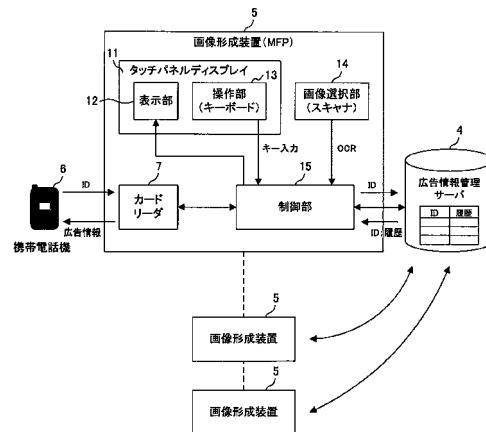 5
画像形成装置(MFP)
11
タッチパネルディスプレイ
12
表示部
13
操作部
(キーボード)
14
画像選択部
(スキャナ)
キー入力
OCR
6
ID
広告情報
携帯電話機
7
カード
リーダ
15
制御部
ID
ID,履歴
4
広告情報管理
サーバ
ID
履歴
5
画像形成装置
5
画像形成装置